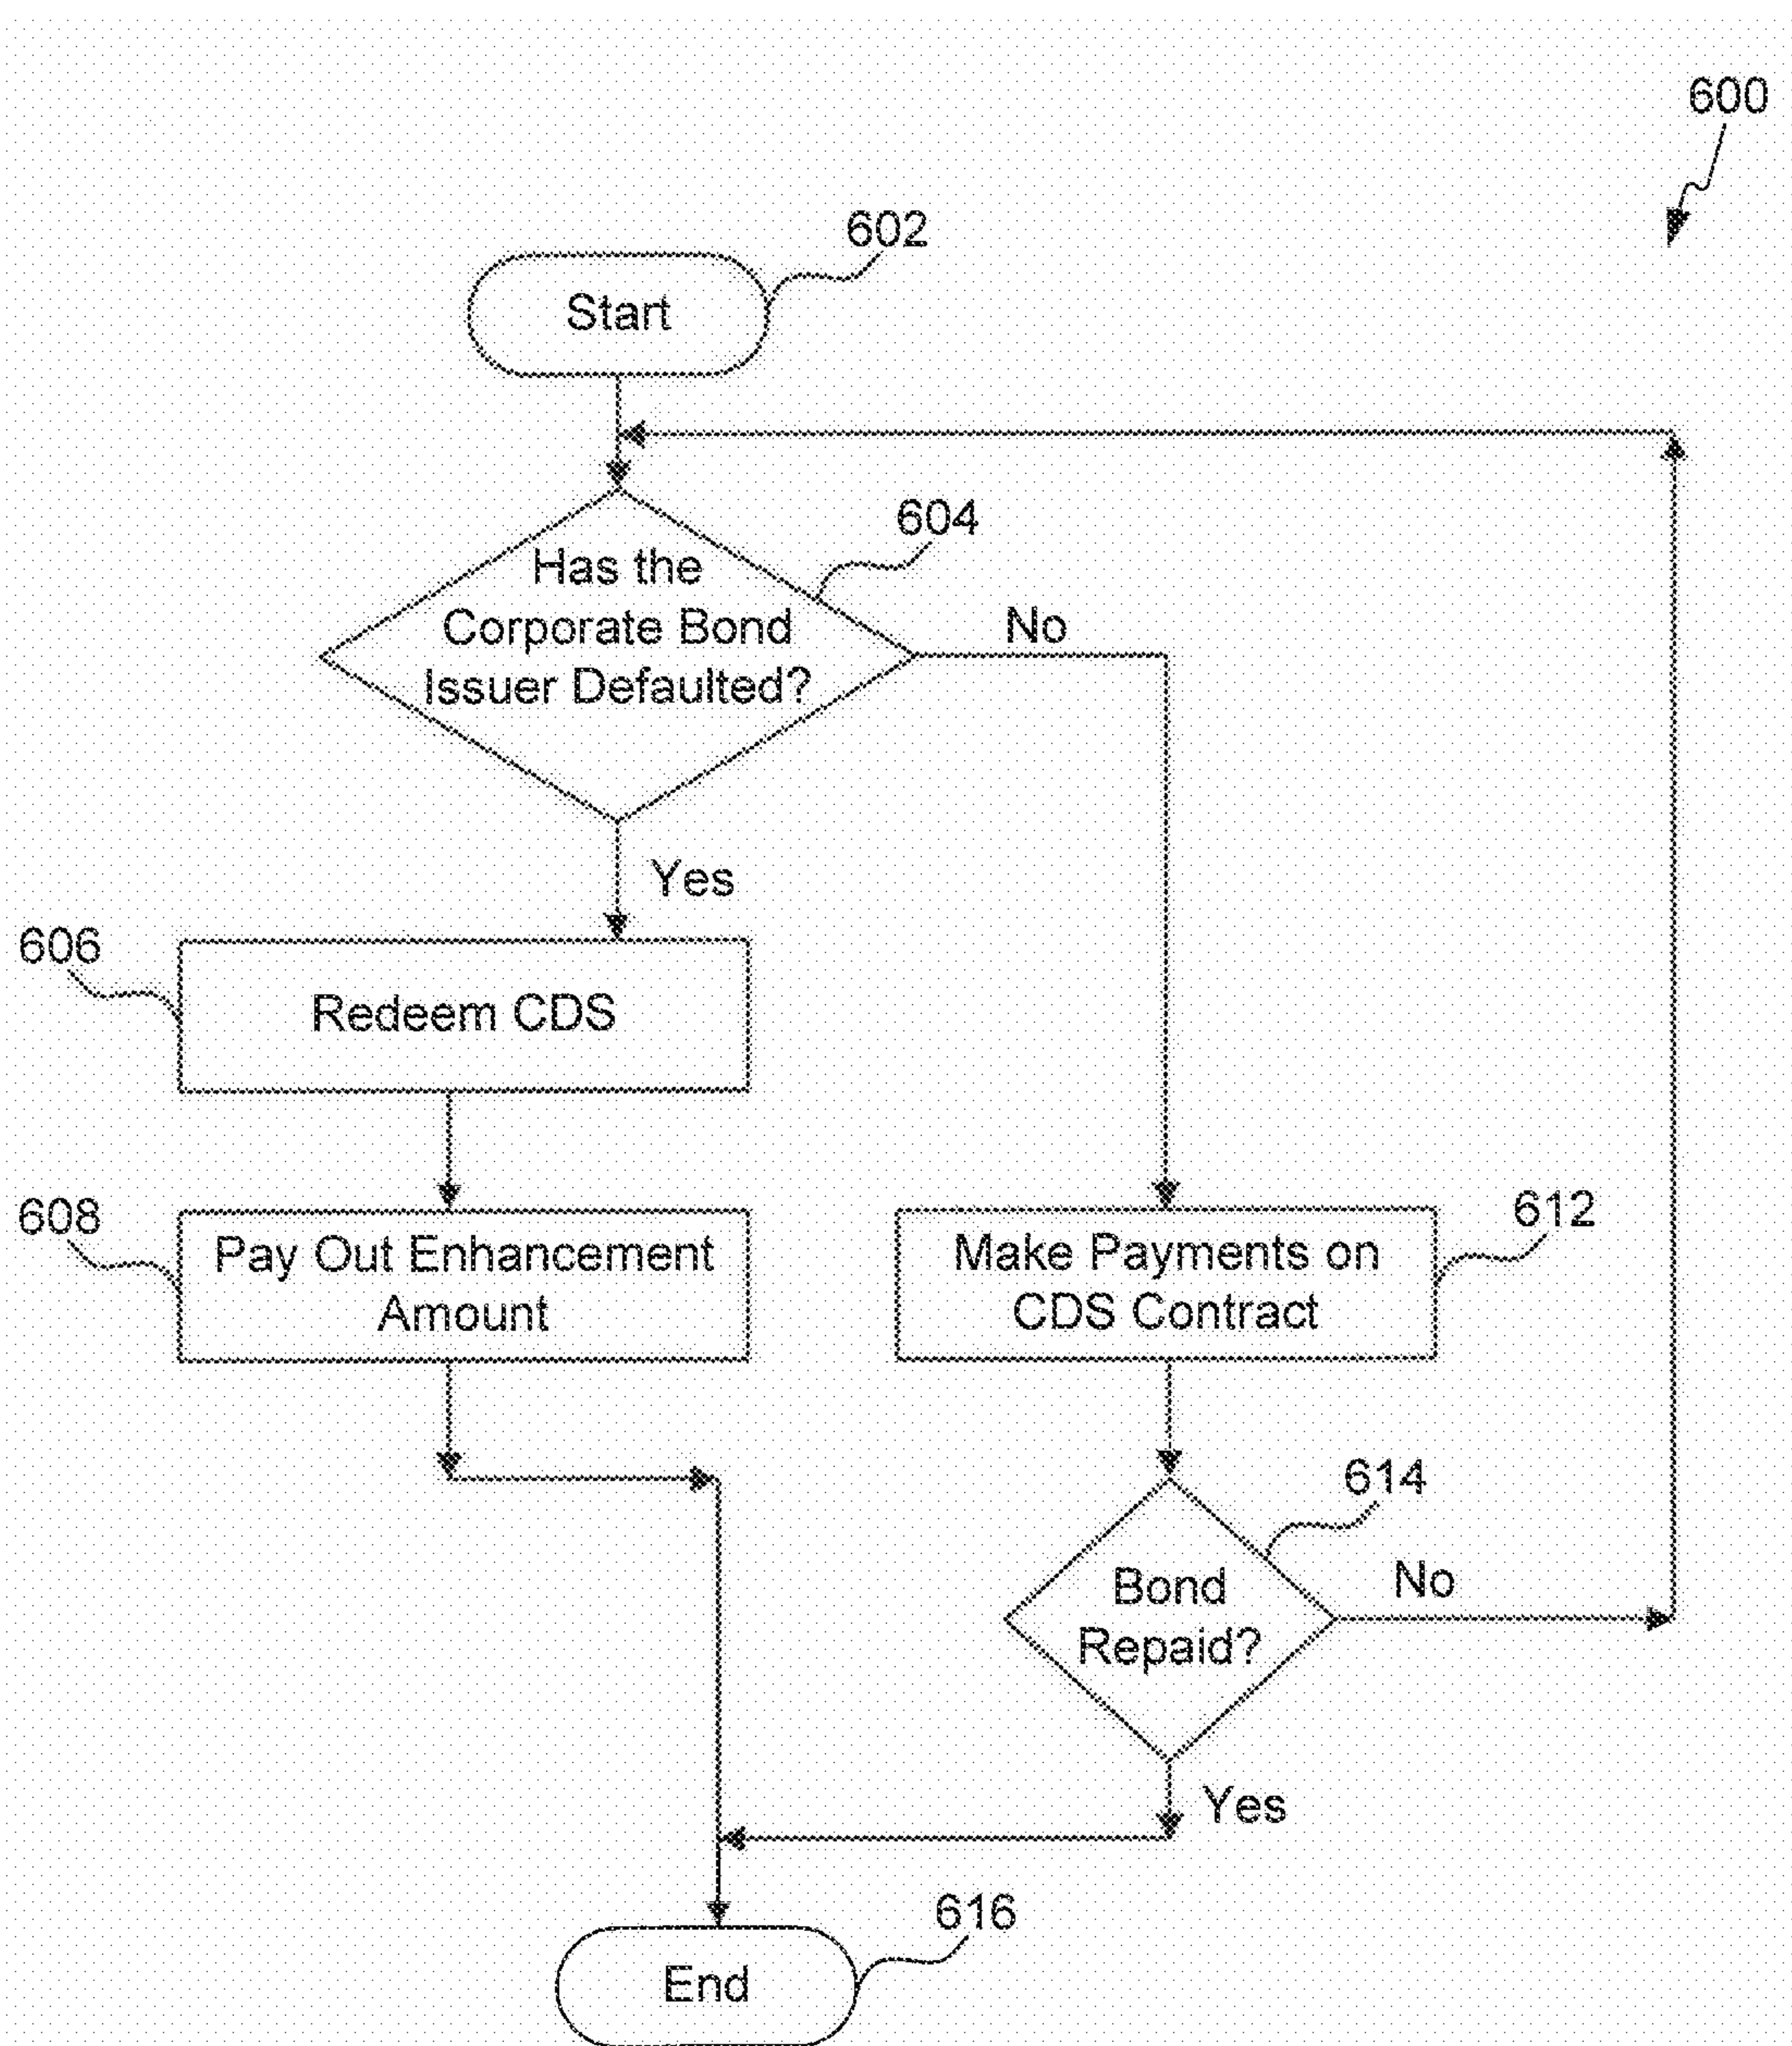 600
602
Start
604
Has the
Corporate Bond
Issuer Defaulted?
No
Yes
606
Redeem CDS
608
Pay Out Enhancement
Amount
612
Make Payments on
CDS Contract
614
Bond
Repaid?
No
Yes
616
End